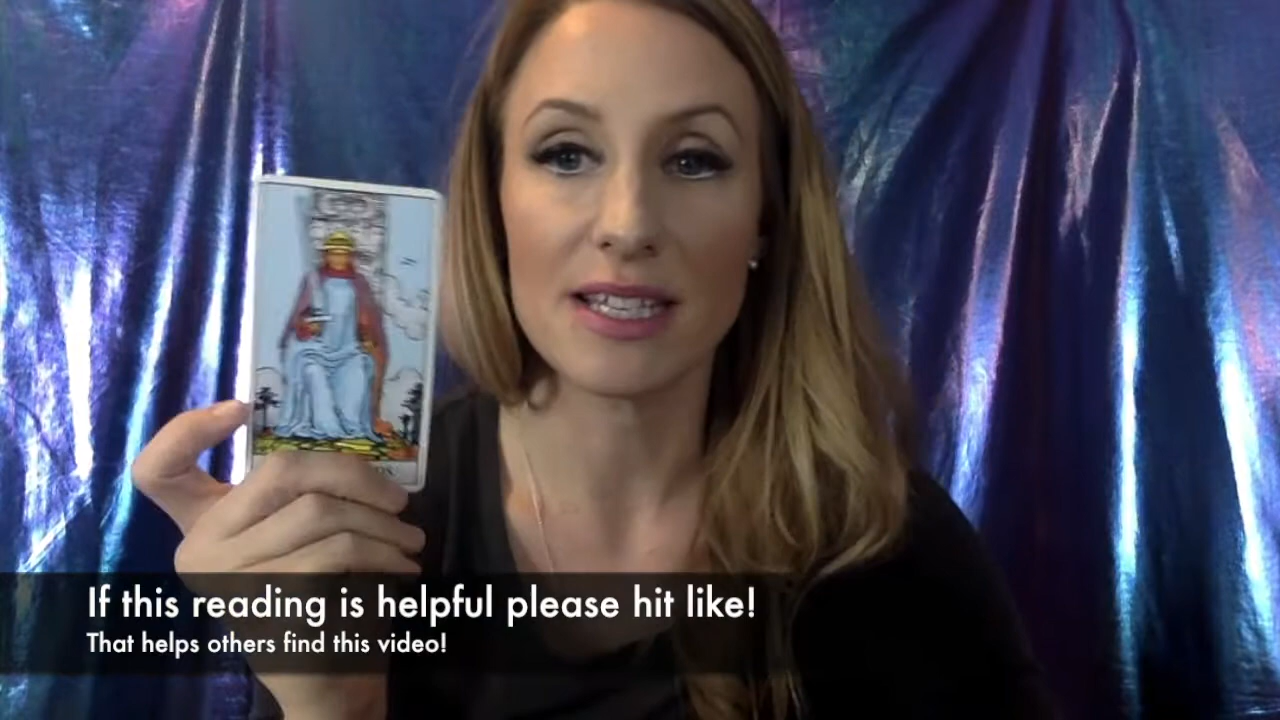 If this reading is helpful please hit like!
That helps others find this video!